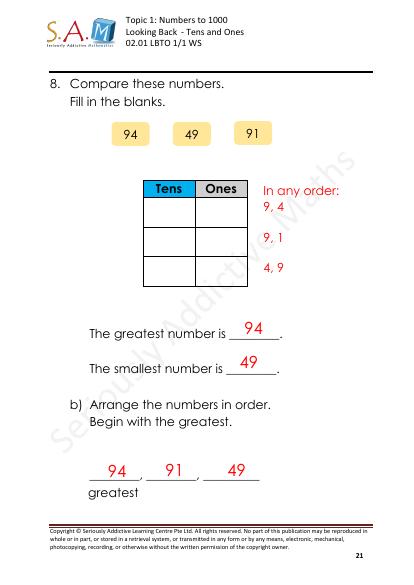 S.A.M
Seriously Addictive Mathematics
Topic 1: Numbers to 1000
Looking Back - Tens and Ones
02.01 LBTO 1/1 WS
8. Compare these numbers.
Fill in the blanks.
94 49 91
Tens Ones
In any order:
9, 4
9, 1
4, 9
The greatest number is 94.
The smallest number is 49.
b) Arrange the numbers in order.
Begin with the greatest.
94, 91, 49
greatest
Seriously Addictive Maths
Copyright © Seriously Addictive Learning Centre Pte Ltd. All rights reserved. No part of this publication may be reproduced in
whole or in part, or stored in a retrieval system, or transmitted in any form or by any means, electronic, mechanical,
photocopying, recording, or otherwise without the written permission of the copyright owner.
21